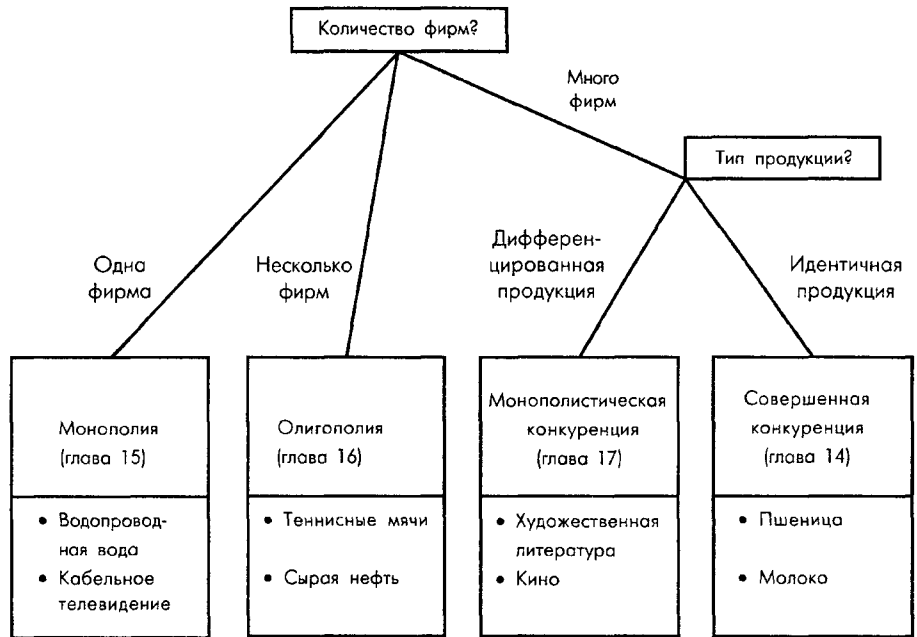 Количество фирм?
Много
фирм
Тип продукции?
Одна
фирма
Несколько
фирм
Дифферен-
цированная
продукция
Идентичная
продукция
Монополия
(глава 15)
Олигополия
(глава 16)
Монополистическая
конкуренция
(глава 17)
Совершенная
конкуренция
(глава 14)
• Водопровод-
ная вода
• Кабельное
телевидение
• Теннисные мячи
• Сырая нефть
• Художественная
литература
• Кино
• Пшеница
• Молоко